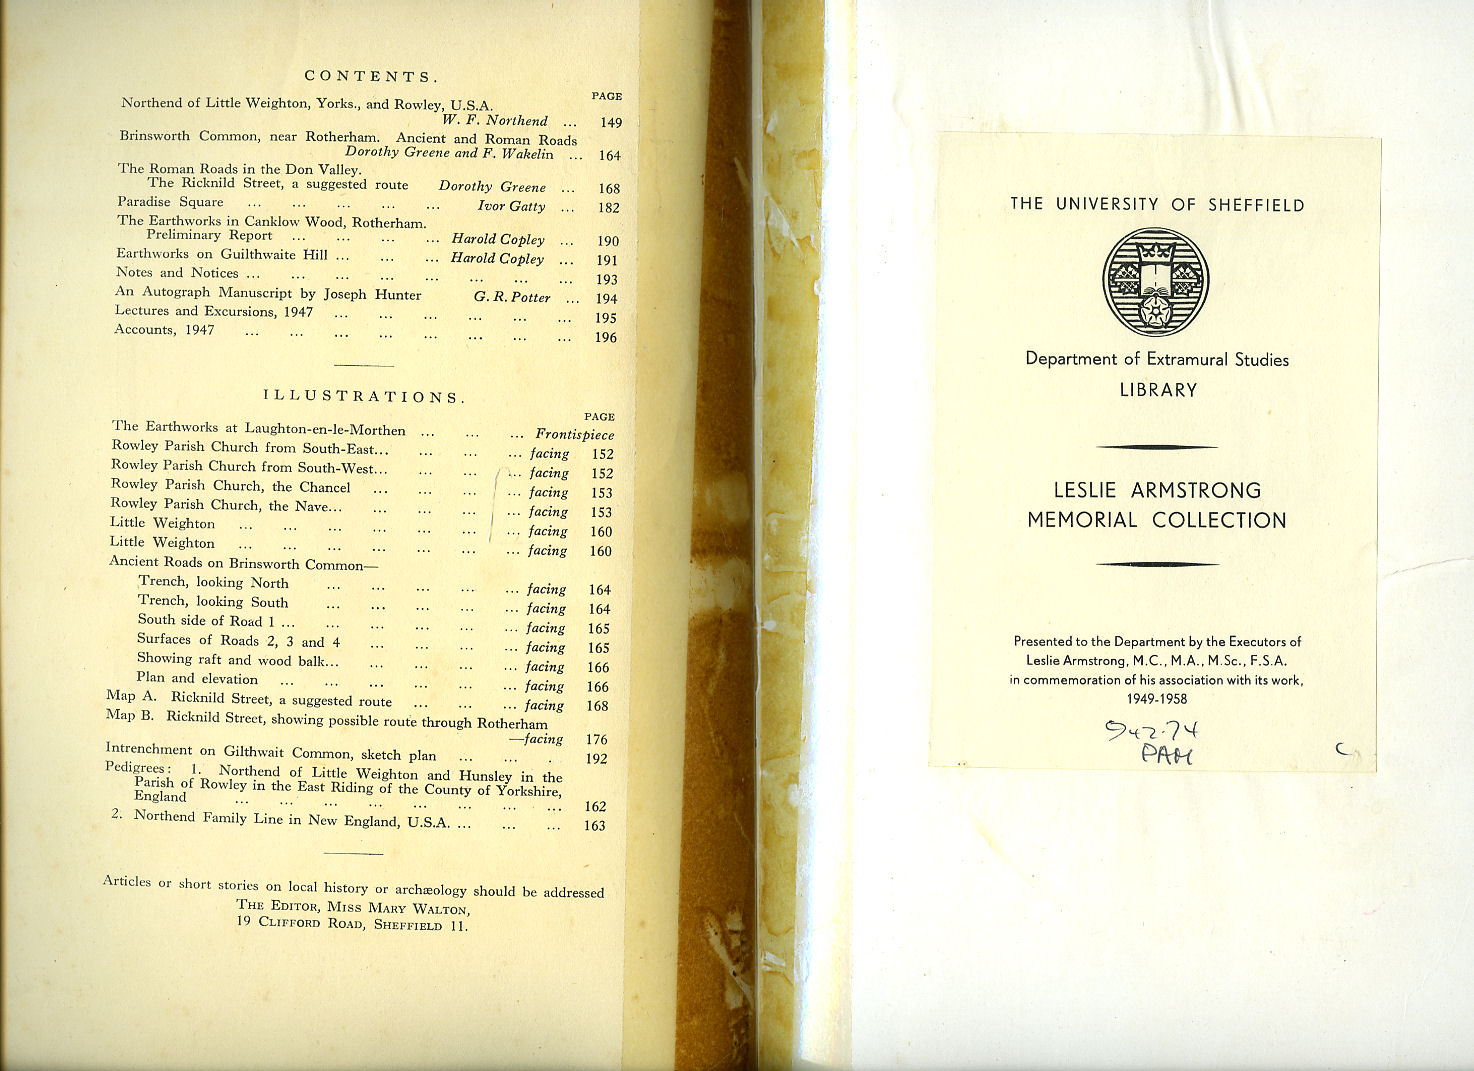 CONTENTS.
PAGE
Northend of Little Weighton, Yorks., and Rowley, U.S.A.
W. F. Northend ... 149
Brinsworth Common, near Rotherham. Ancient and Roman Roads
Dorothy Greene and F. Wakelin ... 164
The Roman Roads in the Don Valley.
The Ricknild Street, a suggested route Dorothy Greene ... 168
Paradise Square ... ... ... ... ... Ivor Gatty ... 182
The Earthworks in Canklow Wood, Rotherham.
Preliminary Report ... ... ... ... Harold Copley ... 190
Earthworks on Guilthwaite Hill ... ... ... Harold Copley ... 191
Notes and Notices ... ... ... ... ... ... ... ... 193
An Autograph Manuscript by Joseph Hunter G. R. Potter ... 194
Lectures and Excursions, 1947 ... ... ... ... ... ... 195
Accounts, 1947 ... ... ... ... ... ... ... ... 196
ILLUSTRATIONS.
PAGE
The Earthworks at Laughton-en-le-Morthen ... ... ... Frontispiece
Rowley Parish Church from South-East... ... ... ... facing 152
Rowley Parish Church from South-West... ... ... ... facing 152
Rowley Parish Church, the Chancel ... ... ... ... facing 153
Rowley Parish Church, the Nave... ... ... ... ... facing 153
Little Weighton ... ... ... ... ... ... ... facing 160
Little Weighton ... ... ... ... ... ... ... facing 160
Ancient Roads on Brinsworth Common—
Trench, looking North ... ... ... ... ... facing 164
Trench, looking South ... ... ... ... ... facing 164
South side of Road 1 ... ... ... ... ... ... facing 165
Surfaces of Roads 2, 3 and 4 ... ... ... ... facing 165
Showing raft and wood balk... ... ... ... ... facing 166
Plan and elevation ... ... ... ... ... ... facing 166
Map A. Ricknild Street, a suggested route ... ... ... facing 168
Map B. Ricknild Street, showing possible route through Rotherham
—facing 176
Intrenchment on Gilthwait Common, sketch plan ... ... . 192
Pedigrees: 1. Northend of Little Weighton and Hunsley in the
Parish of Rowley in the East Riding of the County of Yorkshire,
England ... ... ... ... ... ... ... ... 162
2. Northend Family Line in New England, U.S.A. ... ... ... 163
Articles or short stories on local history or archæology should be addressed
THE EDITOR, MISS MARY WALTON,
19 CLIFFORD ROAD, SHEFFIELD 11.
THE UNIVERSITY OF SHEFFIELD
Department of Extramural Studies
LIBRARY
LESLIE ARMSTRONG
MEMORIAL COLLECTION
Presented to the Department by the Executors of
Leslie Armstrong, M.C., M.A., M.Sc., F.S.A.
in commemoration of his association with its work,
1949-1958
942.74
PAM
C